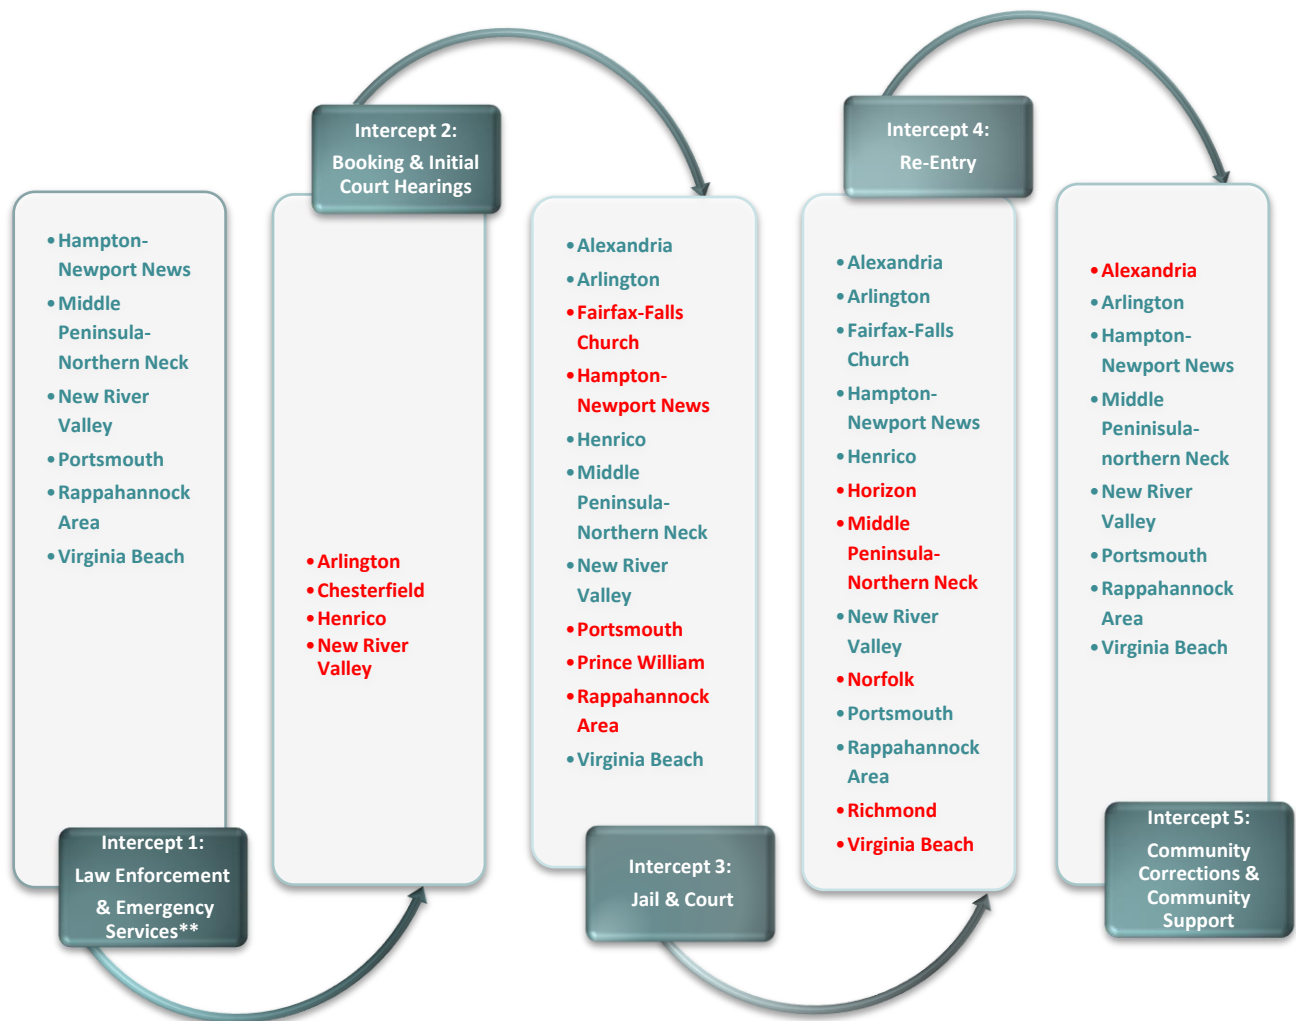 Intercept 1:
Law Enforcement
& Emergency
Services**
•Hampton-
Newport News
•Middle
Peninsula-
Northern Neck
•New River
Valley
•Portsmouth
•Rappahannock
Area
•Virginia Beach
Intercept 2:
Booking & Initial
Court Hearings
•Arlington
•Chesterfield
•Henrico
•New River
Valley
Intercept 3:
Jail & Court
•Alexandria
•Arlington
•Fairfax-Falls
Church
•Hampton-
Newport News
•Henrico
•Middle
Peninsula-
Northern Neck
•New River
Valley
•Portsmouth
•Prince William
•Rappahannock
Area
•Virginia Beach
Intercept 4:
Re-Entry
•Alexandria
•Arlington
•Fairfax-Falls
Church
•Hampton-
Newport News
•Henrico
•Horizon
•Middle
Peninsula-
Northern Neck
•New River
Valley
•Norfolk
•Portsmouth
•Rappahannock
Area
•Richmond
•Virginia Beach
Intercept 5:
Community
Corrections &
Community
Support
•Alexandria
•Arlington
•Hampton-
Newport News
•Middle
Peninisula-
northern Neck
•New River
Valley
•Portsmouth
•Rappahannock
Area
•Virginia Beach